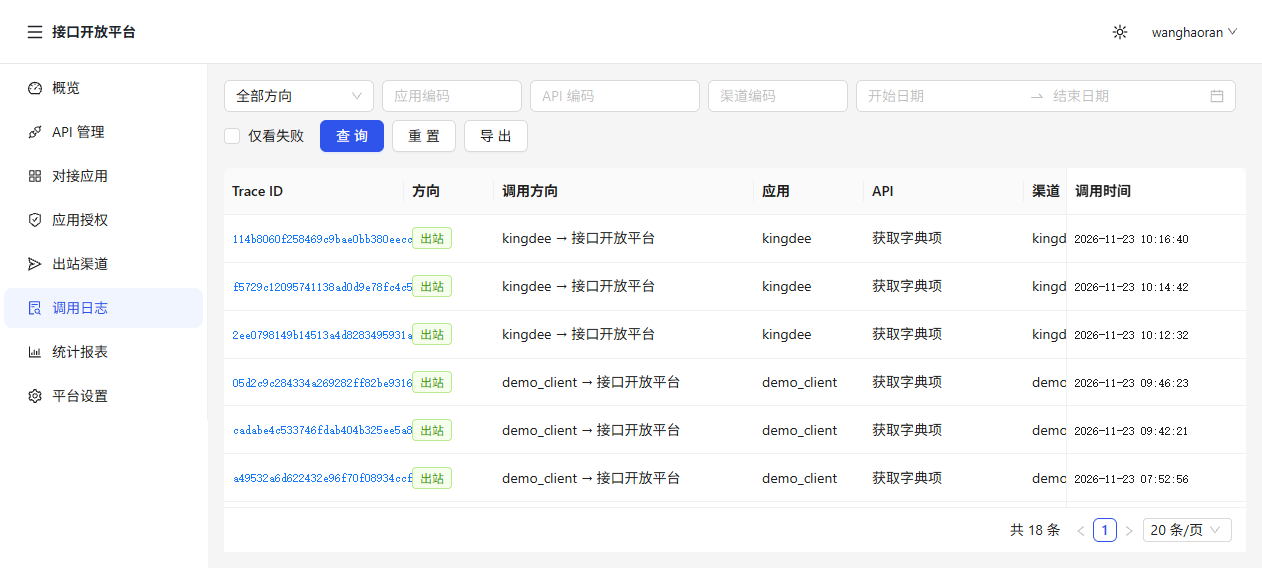 接口开放平台
wanghaoran
概览
API 管理
对接应用
应用授权
出站渠道
调用日志
统计报表
平台设置
全部方向 应用编码 API 编码 渠道编码 开始日期 → 结束日期
仅看失败 查 询 重 置 导 出
Trace ID 方向 调用方向 应用 API 渠道 调用时间
114b8060f258469c9bae0bb380eecc 出站 kingdee → 接口开放平台 kingdee 获取字典项 kingd 2026-11-23 10:16:40
f5729c12095741138ad0d9e78fc4c5 出站 kingdee → 接口开放平台 kingdee 获取字典项 kingd 2026-11-23 10:14:42
2ee0798149b14513a4d8283495931a 出站 kingdee → 接口开放平台 kingdee 获取字典项 kingd 2026-11-23 10:12:32
05d2c9c284334a269282ff82be9316 出站 demo_client → 接口开放平台 demo_client 获取字典项 demo 2026-11-23 09:46:23
cadabe4c533746fdab404b325ee5a8 出站 demo_client → 接口开放平台 demo_client 获取字典项 demo 2026-11-23 09:42:21
a49532a6d622432e96f70f08934ccf 出站 demo_client → 接口开放平台 demo_client 获取字典项 demo 2026-11-23 07:52:56
共 18 条 < 1 > 20 条/页